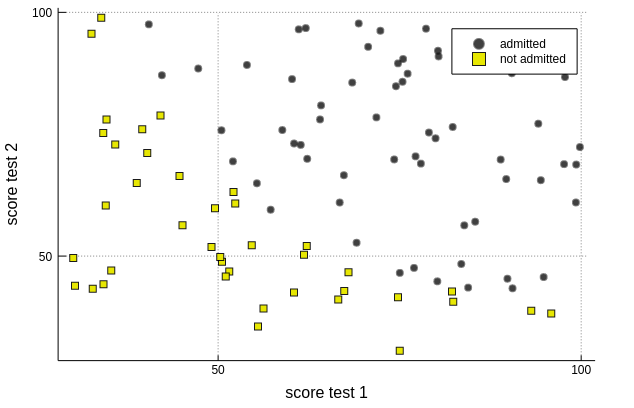 100
admitted
not admitted
score test 2
50
50
100
score test 1